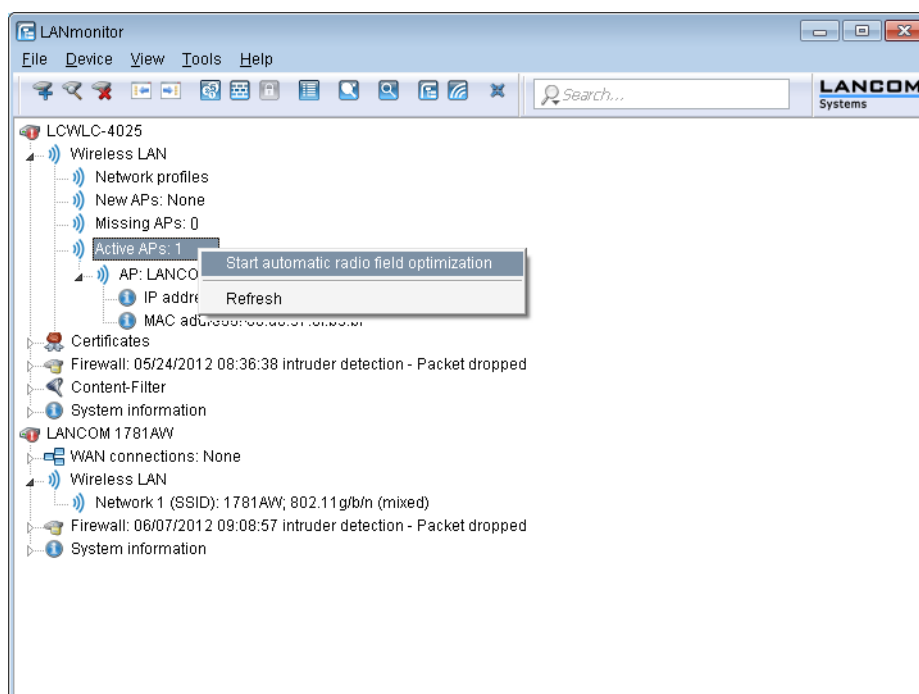 LANmonitor
File Device View Tools Help
Search...
LANCOM
Systems
LCWLC-4025
Wireless LAN
Network profiles
New APs: None
Missing APs: 0
Active APs: 1
Start automatic radio field optimization
AP: LANCO
IP addre
Refresh
MAC
Certificates
Firewall: 05/24/2012 08:36:38 intruder detection - Packet dropped
Content-Filter
System information
LANCOM 1781AW
WAN connections: None
Wireless LAN
Network 1 (SSID): 1781AW; 802.11g/b/n (mixed)
Firewall: 06/07/2012 09:08:57 intruder detection - Packet dropped
System information